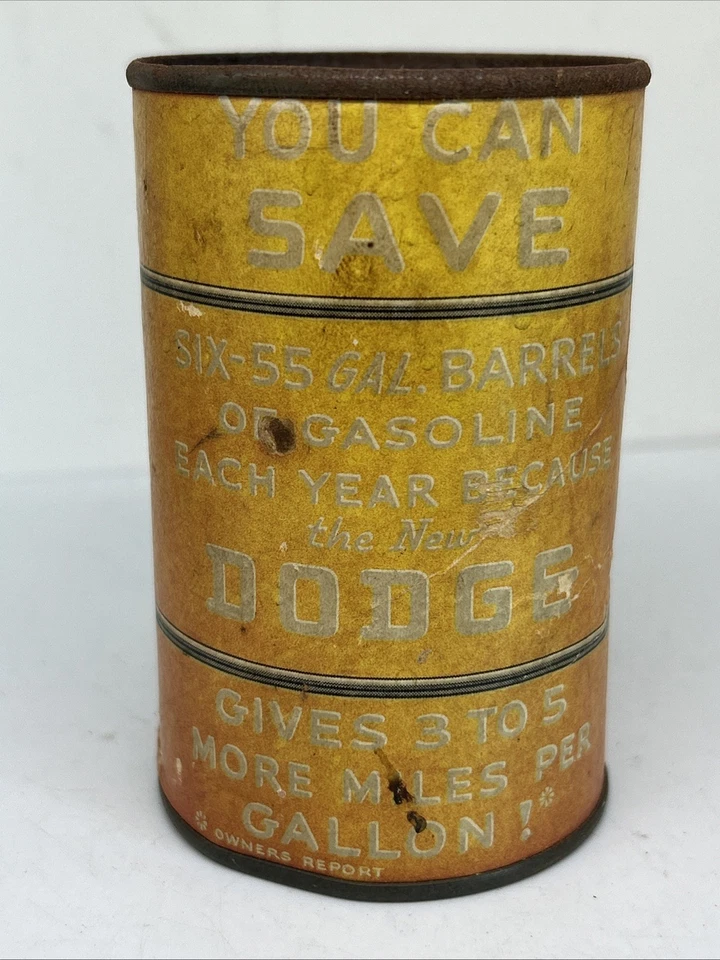 YOU CAN
SAVE
SIX-55 GAL. BARRELS
OF GASOLINE
EACH YEAR BECAUSE
the New
DODGE
GIVES 3 TO 5
MORE MILES PER
GALLON!*
* OWNERS REPORT